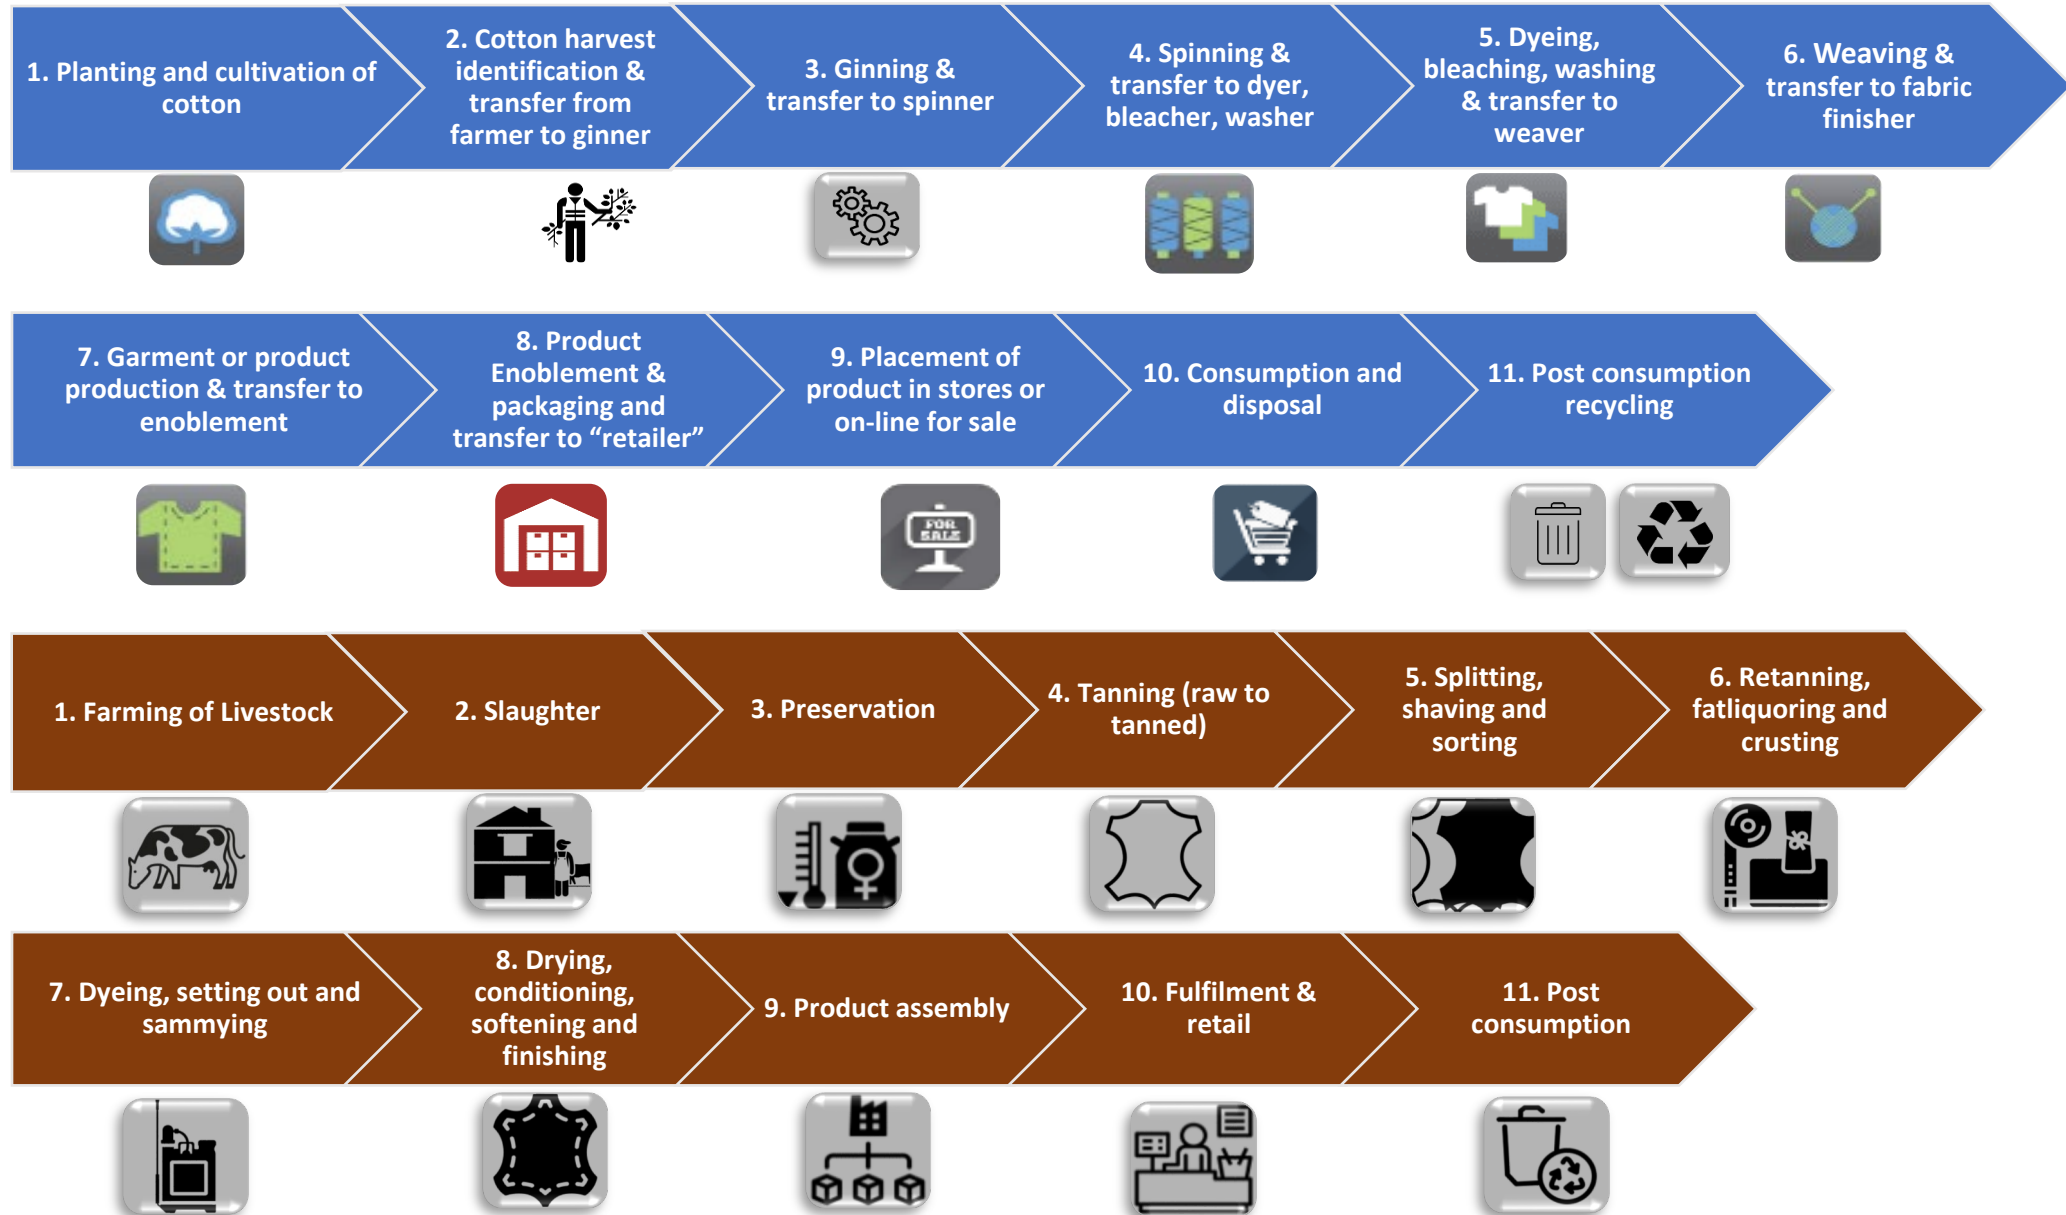 1. Planting and cultivation of
cotton
2. Cotton harvest
identification &
transfer from
farmer to ginner
3. Ginning &
transfer to spinner
4. Spinning &
transfer to dyer,
bleacher, washer
5. Dyeing,
bleaching, washing
& transfer to
weaver
6. Weaving &
transfer to fabric
finisher
7. Garment or product
production & transfer to
enoblement
8. Product
Enoblement &
packaging and
transfer to “retailer”
9. Placement of
product in stores or
on-line for sale
10. Consumption and
disposal
11. Post consumption
recycling
FOR
SALE
1. Farming of Livestock
2. Slaughter
3. Preservation
4. Tanning (raw to
tanned)
5. Splitting,
shaving and
sorting
6. Retanning,
fatliquoring and
crusting
7. Dyeing, setting out and
sammying
8. Drying,
conditioning,
softening and
finishing
9. Product assembly
10. Fulfilment &
retail
11. Post
consumption